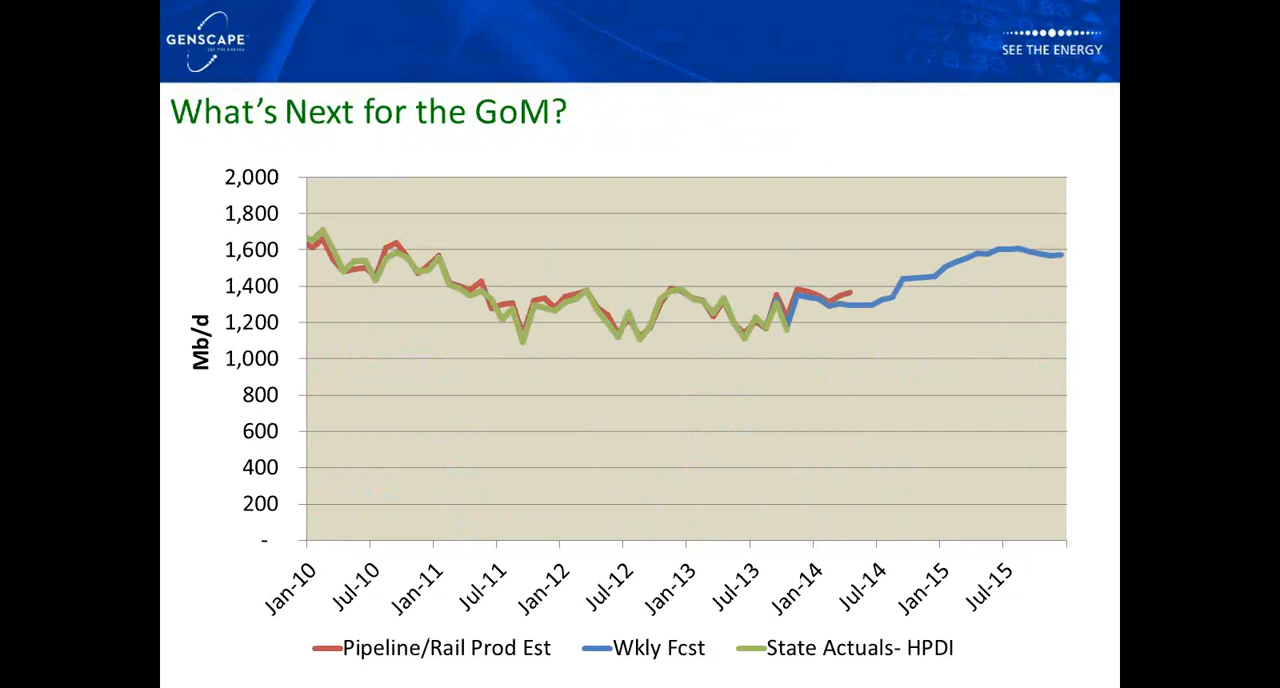 GENSCAPE
SEE THE ENERGY
SEE THE ENERGY
What's Next for the GoM?
2,000
1,800
1,600
1,400
1,200
1,000
800
600
400
200
-
Mb/d
Jan-10
Jul-10
Jan-11
Jul-11
Jan-12
Jul-12
Jan-13
Jul-13
Jan-14
Jul-14
Jan-15
Jul-15
Pipeline/Rail Prod Est
Wkly Fcst
State Actuals- HPDI